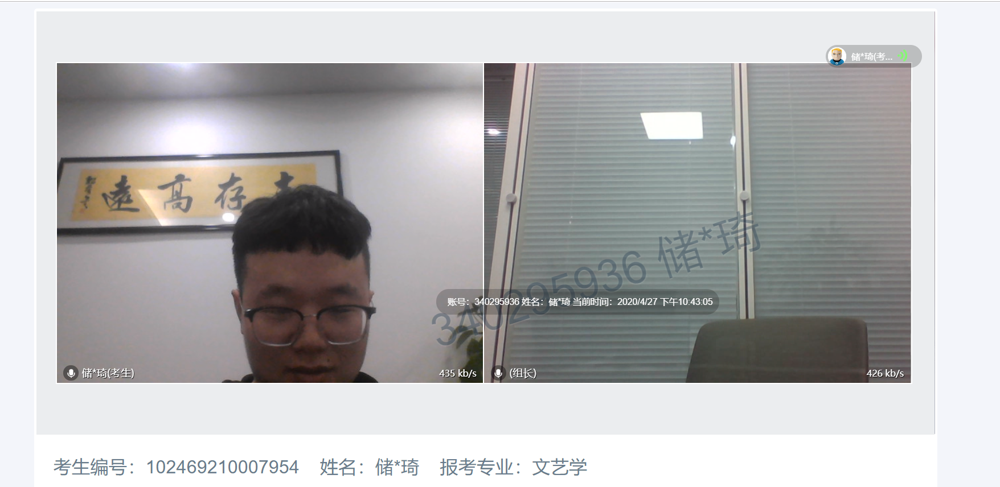 储*琦(考...
遠高存志
340295936 储*琦
账号：340295936 姓名：储*琦 当前时间：2020/4/27 下午10:43:05
储*琦(考生)
435 kb/s
(组长)
426 kb/s
考生编号：102469210007954 姓名：储*琦 报考专业：文艺学